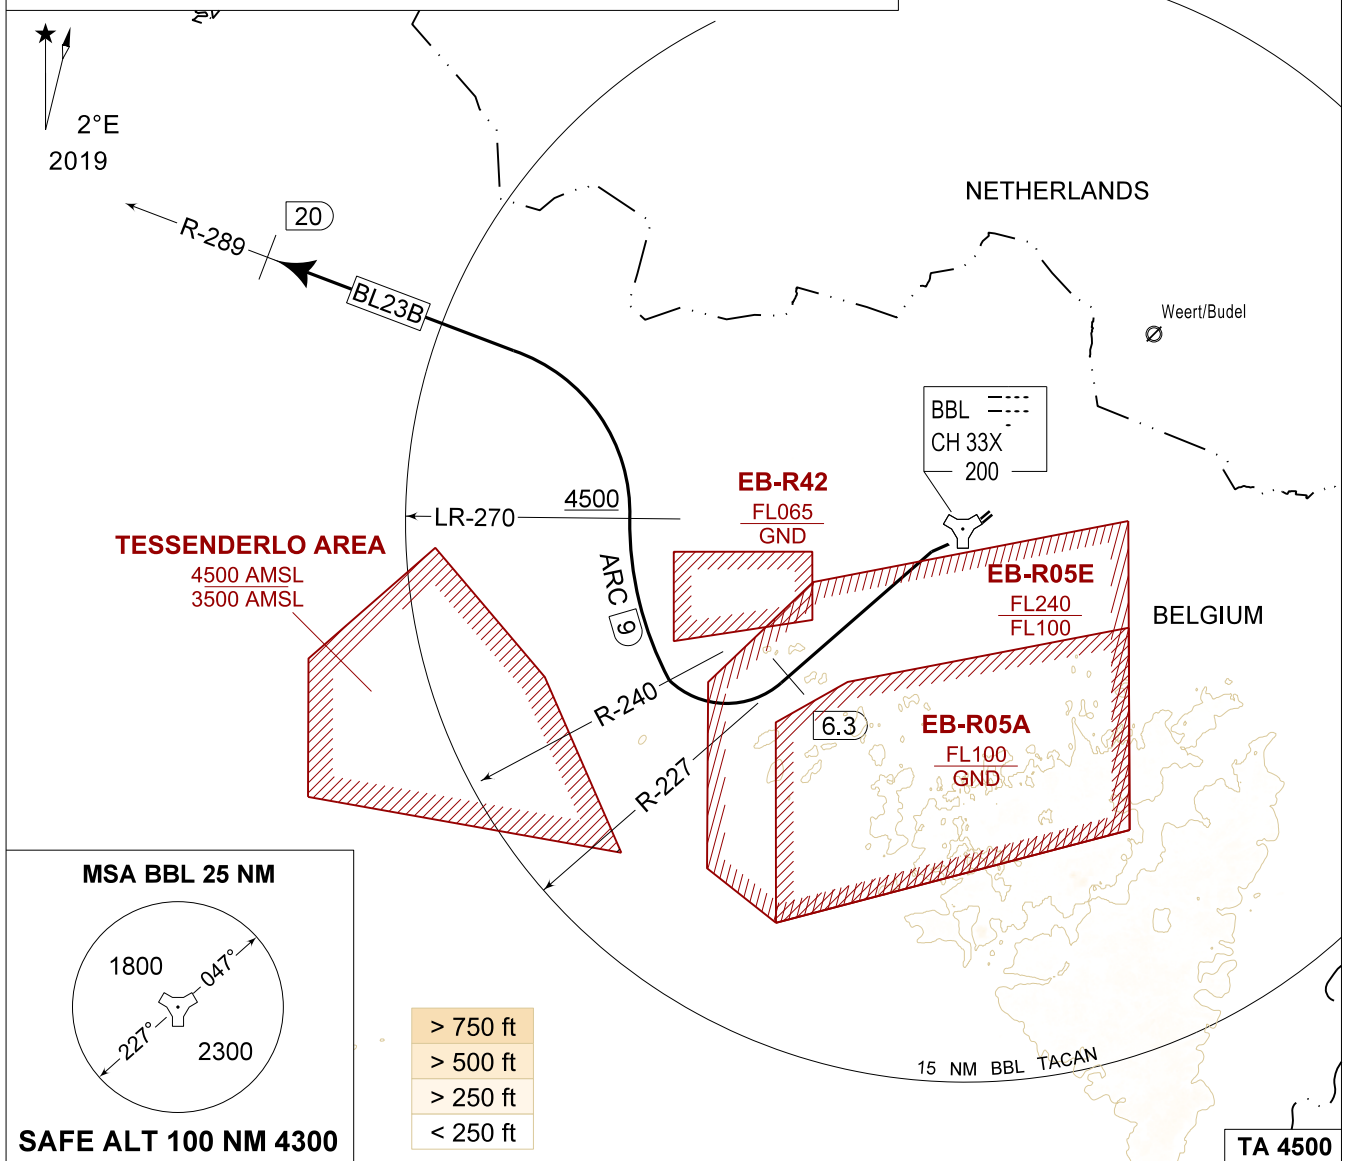 2°E
2019
NETHERLANDS
20
R-289
BL23B
Weert/Budel
BBL
CH 33X
200
EB-R42
FL065
GND
4500
LR-270
TESSENDERLO AREA
4500 AMSL
3500 AMSL
ARC 9
EB-R05E
FL240
FL100
BELGIUM
R-240
6.3
EB-R05A
FL100
GND
R-227
MSA BBL 25 NM
1800
047°
227°
2300
SAFE ALT 100 NM 4300
> 750 ft
> 500 ft
> 250 ft
< 250 ft
15 NM BBL TACAN
TA 4500